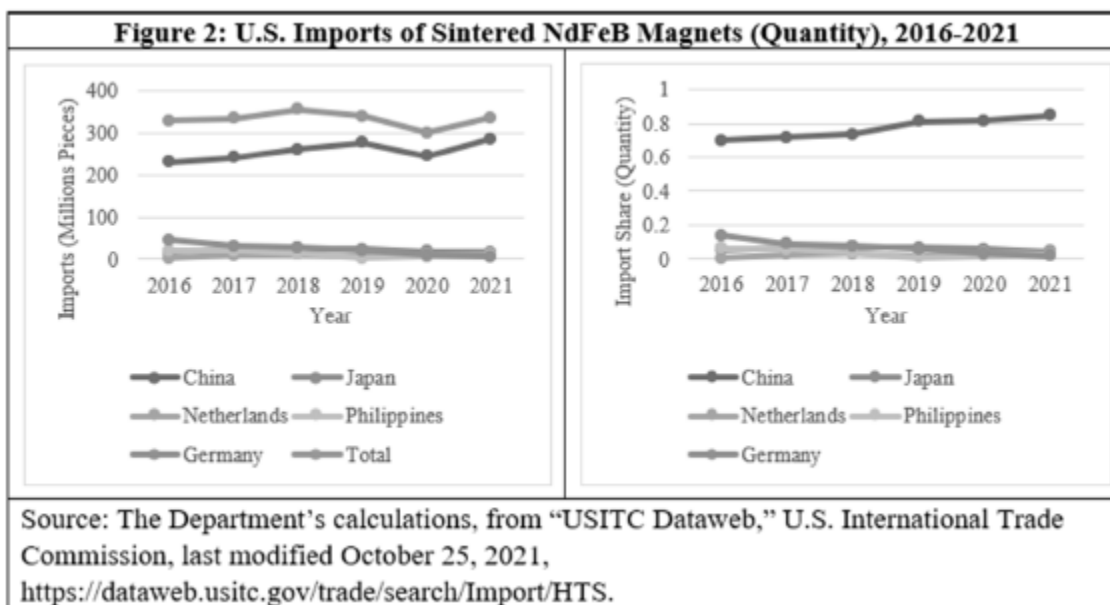 Figure 2: U.S. Imports of Sintered NdFeB Magnets (Quantity), 2016-2021
Imports (Millions Pieces)
400
300
200
100
0
2016 2017 2018 2019 2020 2021
Year
China Japan
Netherlands Philippines
Germany Total
Import Share (Quantity)
1
0.8
0.6
0.4
0.2
0
2016 2017 2018 2019 2020 2021
Year
China Japan
Netherlands Philippines
Germany
Source: The Department’s calculations, from “USITC Dataweb,” U.S. International Trade
Commission, last modified October 25, 2021,
https://dataweb.usitc.gov/trade/search/Import/HTS.